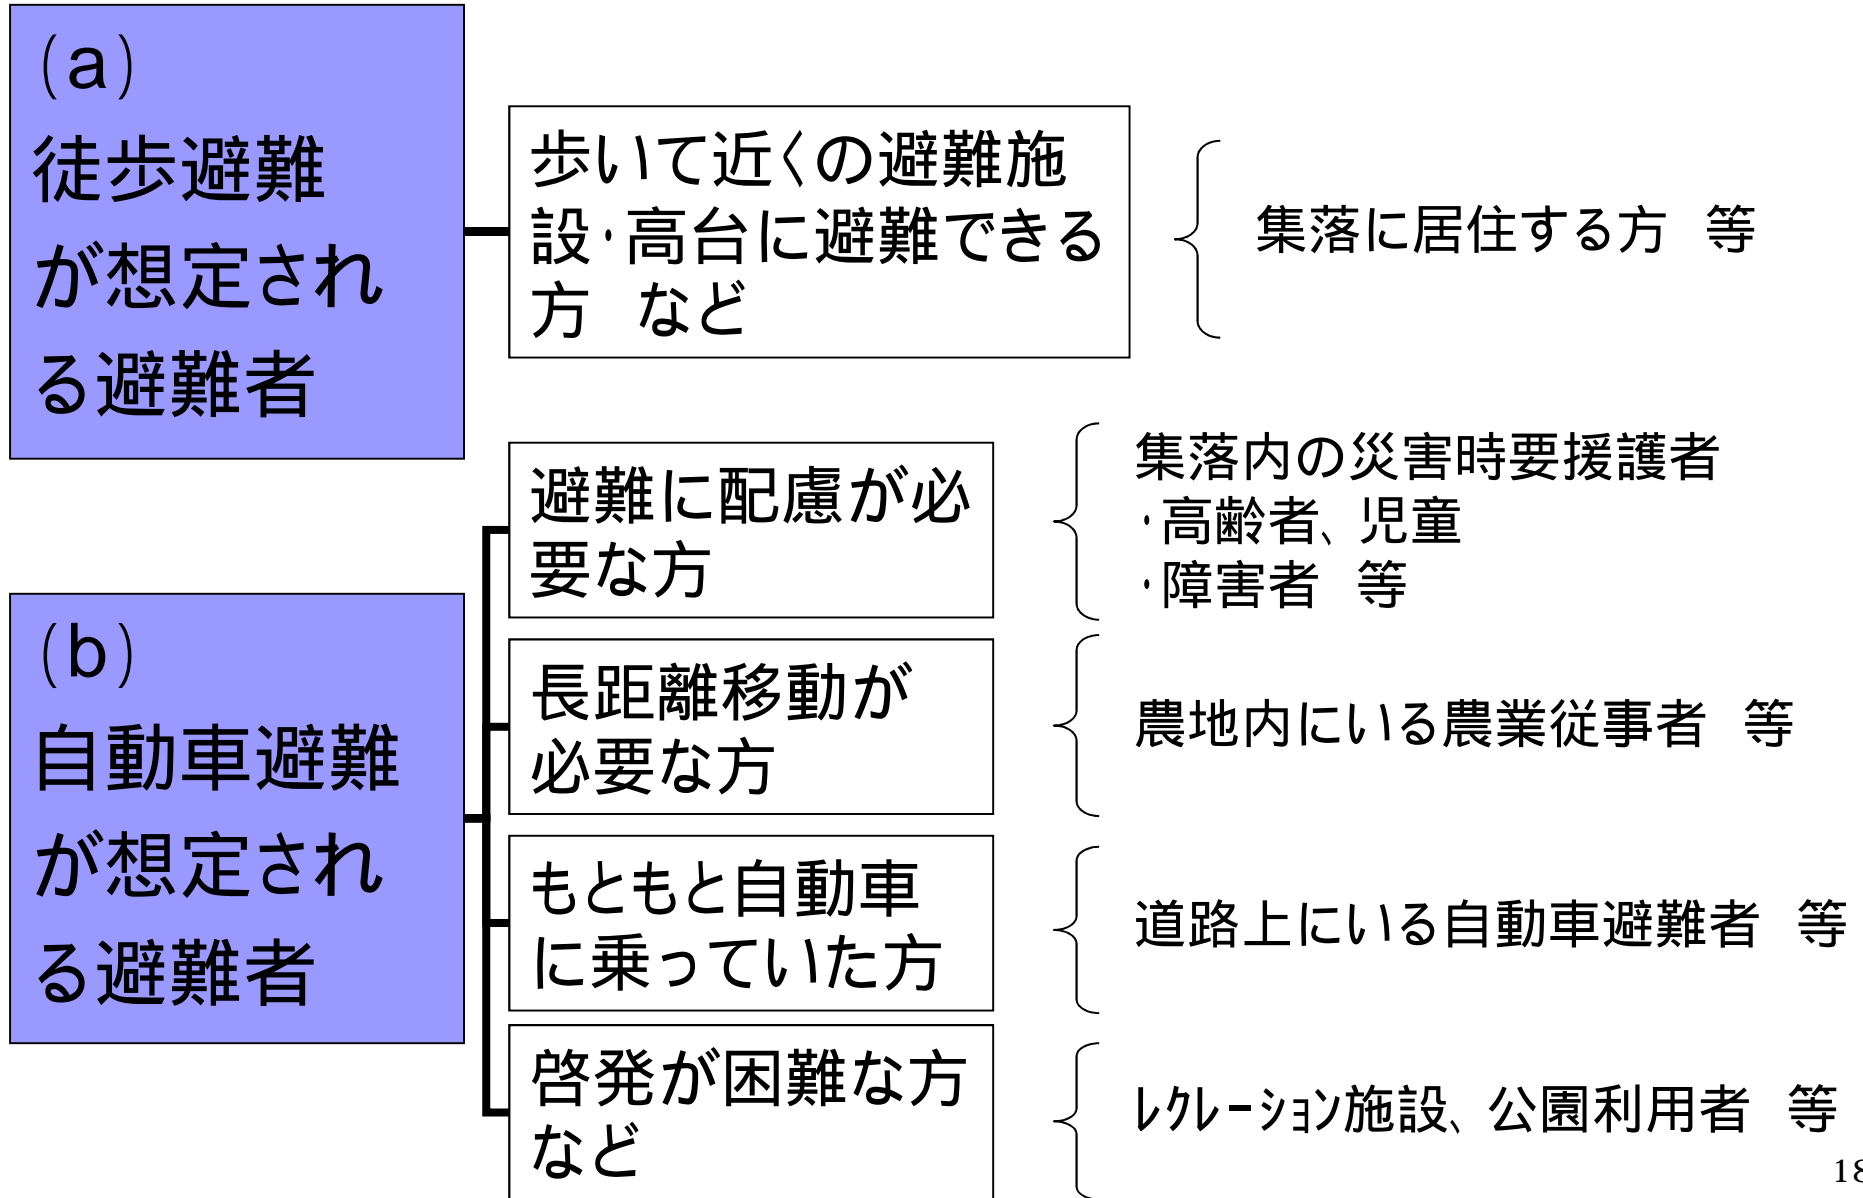 (a)
徒歩避難
が想定され
る避難者
歩いて近くの避難施
設・高台に避難できる
方　など
集落に居住する方　等
(b)
自動車避難
が想定され
る避難者
避難に配慮が必
要な方
集落内の災害時要援護者
・高齢者、児童
・障害者　等
長距離移動が
必要な方
農地内にいる農業従事者　等
もともと自動車
に乗っていた方
道路上にいる自動車避難者　等
啓発が困難な方
など
ﾚｸﾚｰｼｮﾝ施設、公園利用者　等
18